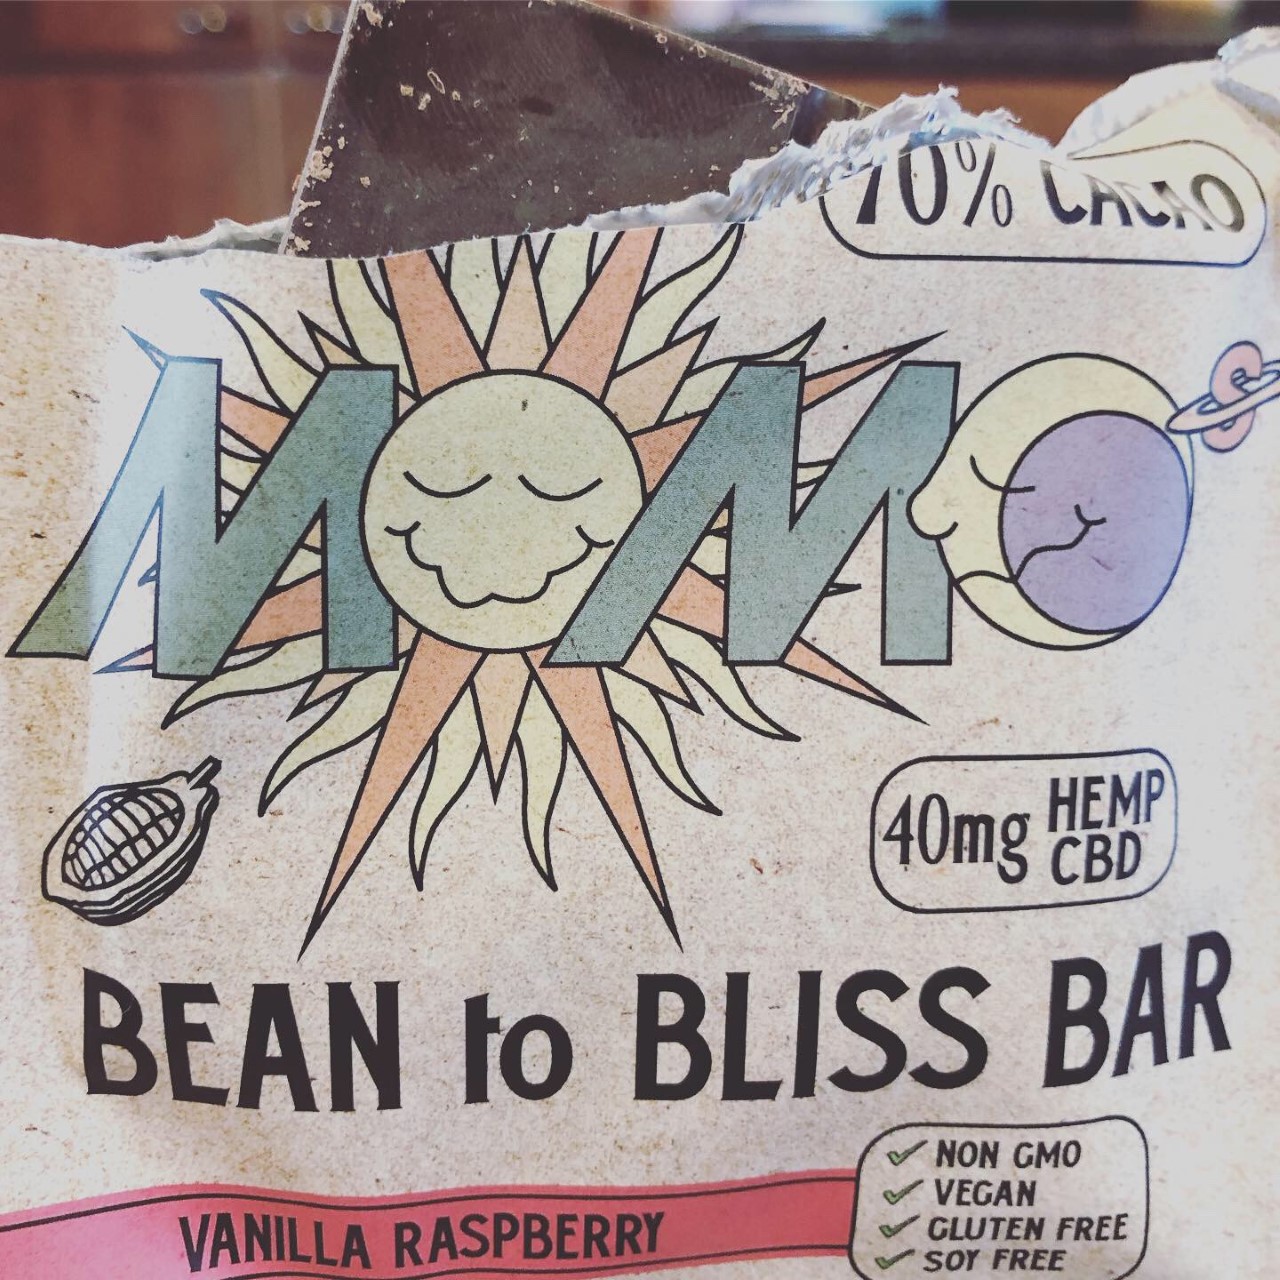 70% CACAO
MOMO
40mg HEMP CBD
BEAN to BLISS BAR
NON GMO
VEGAN
GLUTEN FREE
SOY FREE
VANILLA RASPBERRY